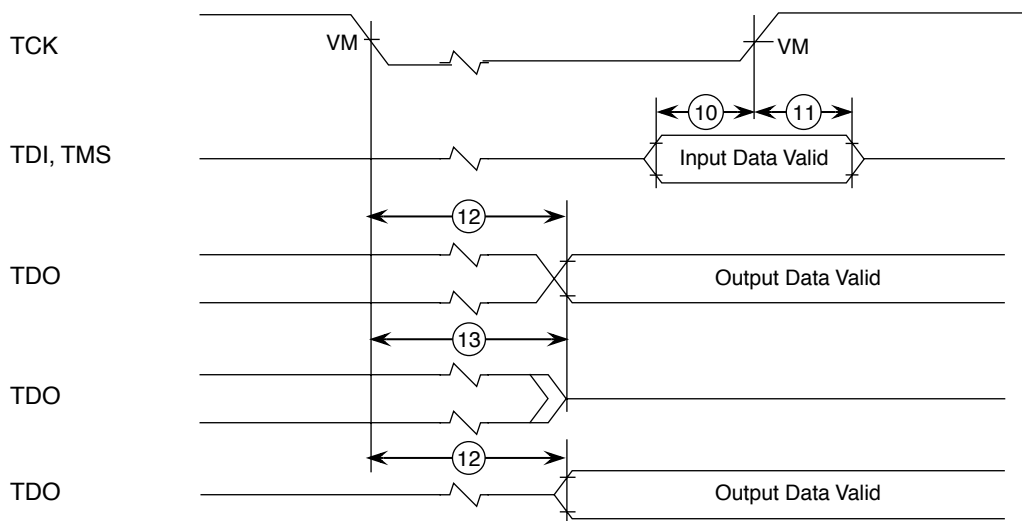 TCK
VM
VM
10
11
TDI, TMS
Input Data Valid
12
TDO
Output Data Valid
13
TDO
12
TDO
Output Data Valid